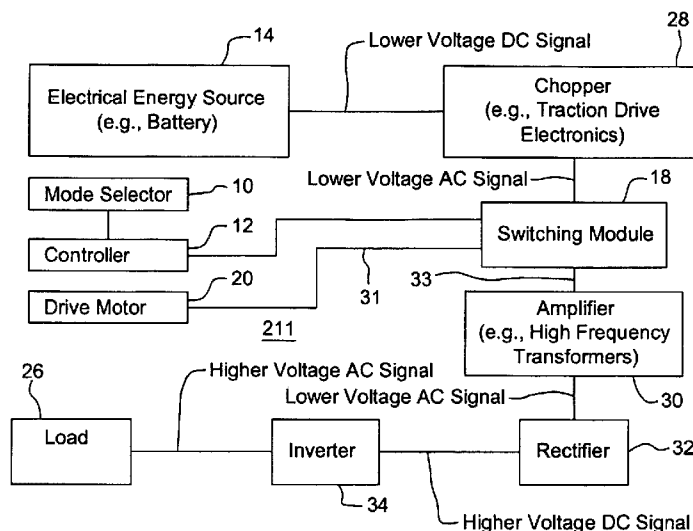 14
Lower Voltage DC Signal
28
Electrical Energy Source
(e.g., Battery)
Chopper
(e.g., Traction Drive
Electronics)
Mode Selector
10
Lower Voltage AC Signal
18
Controller
12
Switching Module
Drive Motor
20
31
33
211
Amplifier
(e.g., High Frequency
Transformers)
30
26
Higher Voltage AC Signal
Lower Voltage AC Signal
Load
Inverter
34
Rectifier
32
Higher Voltage DC Signal